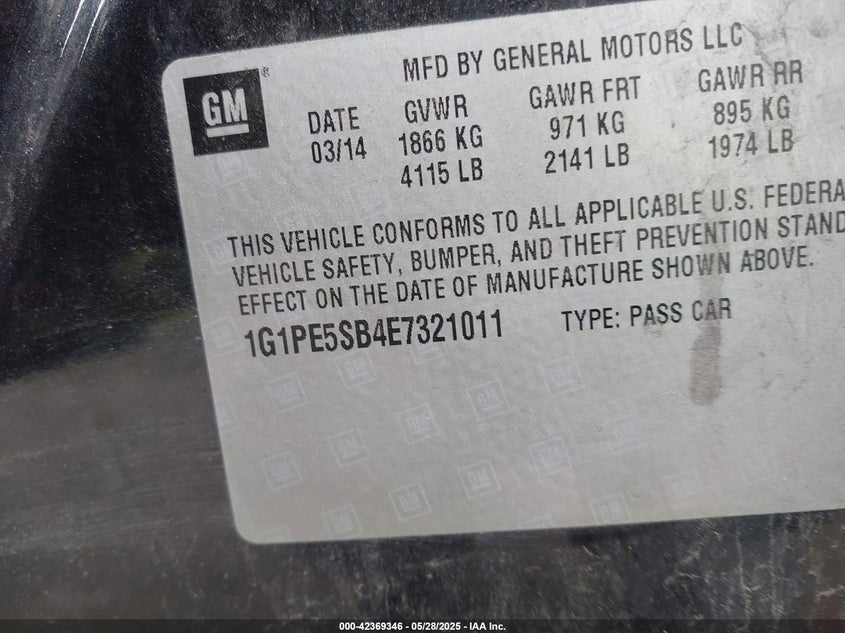 MFD BY GENERAL MOTORS LLC
GM ®
DATE GVWR GAWR FRT GAWR RR
03/14 1866 KG 971 KG 895 KG
4115 LB 2141 LB 1974 LB
THIS VEHICLE CONFORMS TO ALL APPLICABLE U.S. FEDERA
VEHICLE SAFETY, BUMPER, AND THEFT PREVENTION STAND
EFFECT ON THE DATE OF MANUFACTURE SHOWN ABOVE.
1G1PE5SB4E7321011 TYPE: PASS CAR
000-42369346 / 05/28/2025 - IAA Inc.